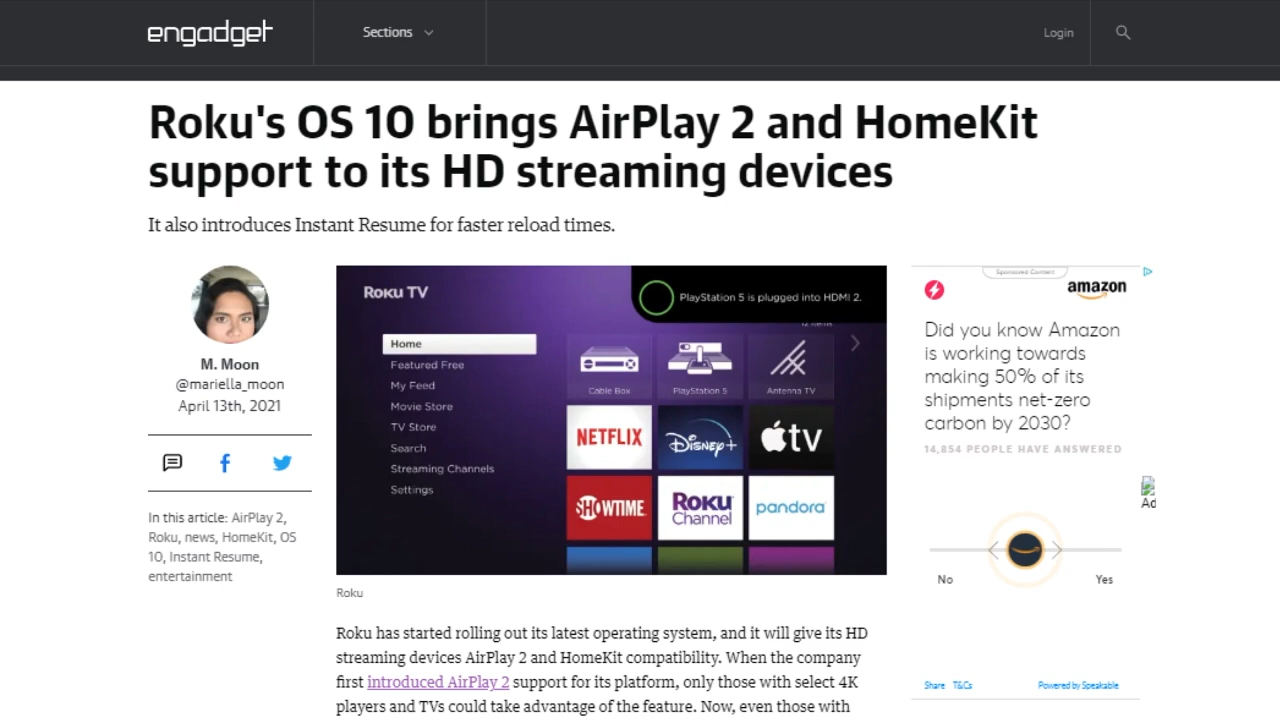 engadget
Sections
Login
Roku's OS 10 brings AirPlay 2 and HomeKit
support to its HD streaming devices
It also introduces Instant Resume for faster reload times.
M. Moon
@mariella_moon
April 13th, 2021
In this article: AirPlay 2,
Roku, news, HomeKit, OS
10, Instant Resume,
entertainment
Roku TV
PlayStation 5 is plugged into HDMI 2.
12 items
Home
Featured Free
My Feed
Movie Store
TV Store
Search
Streaming Channels
Settings
Cable Box
PlayStation 5
Antenna TV
NETFLIX
Disney+
tv
SHOWTIME
Roku
Channel
pandora
Roku
Roku has started rolling out its latest operating system, and it will give its HD
streaming devices AirPlay 2 and HomeKit compatibility. When the company
first introduced AirPlay 2 support for its platform, only those with select 4K
players and TVs could take advantage of the feature. Now, even those with
Sponsored Content
amazon
Did you know Amazon
is working towards
making 50% of its
shipments net-zero
carbon by 2030?
14,854 PEOPLE HAVE ANSWERED
Ad
No
Yes
Share
T&Cs
Powered by Speakable